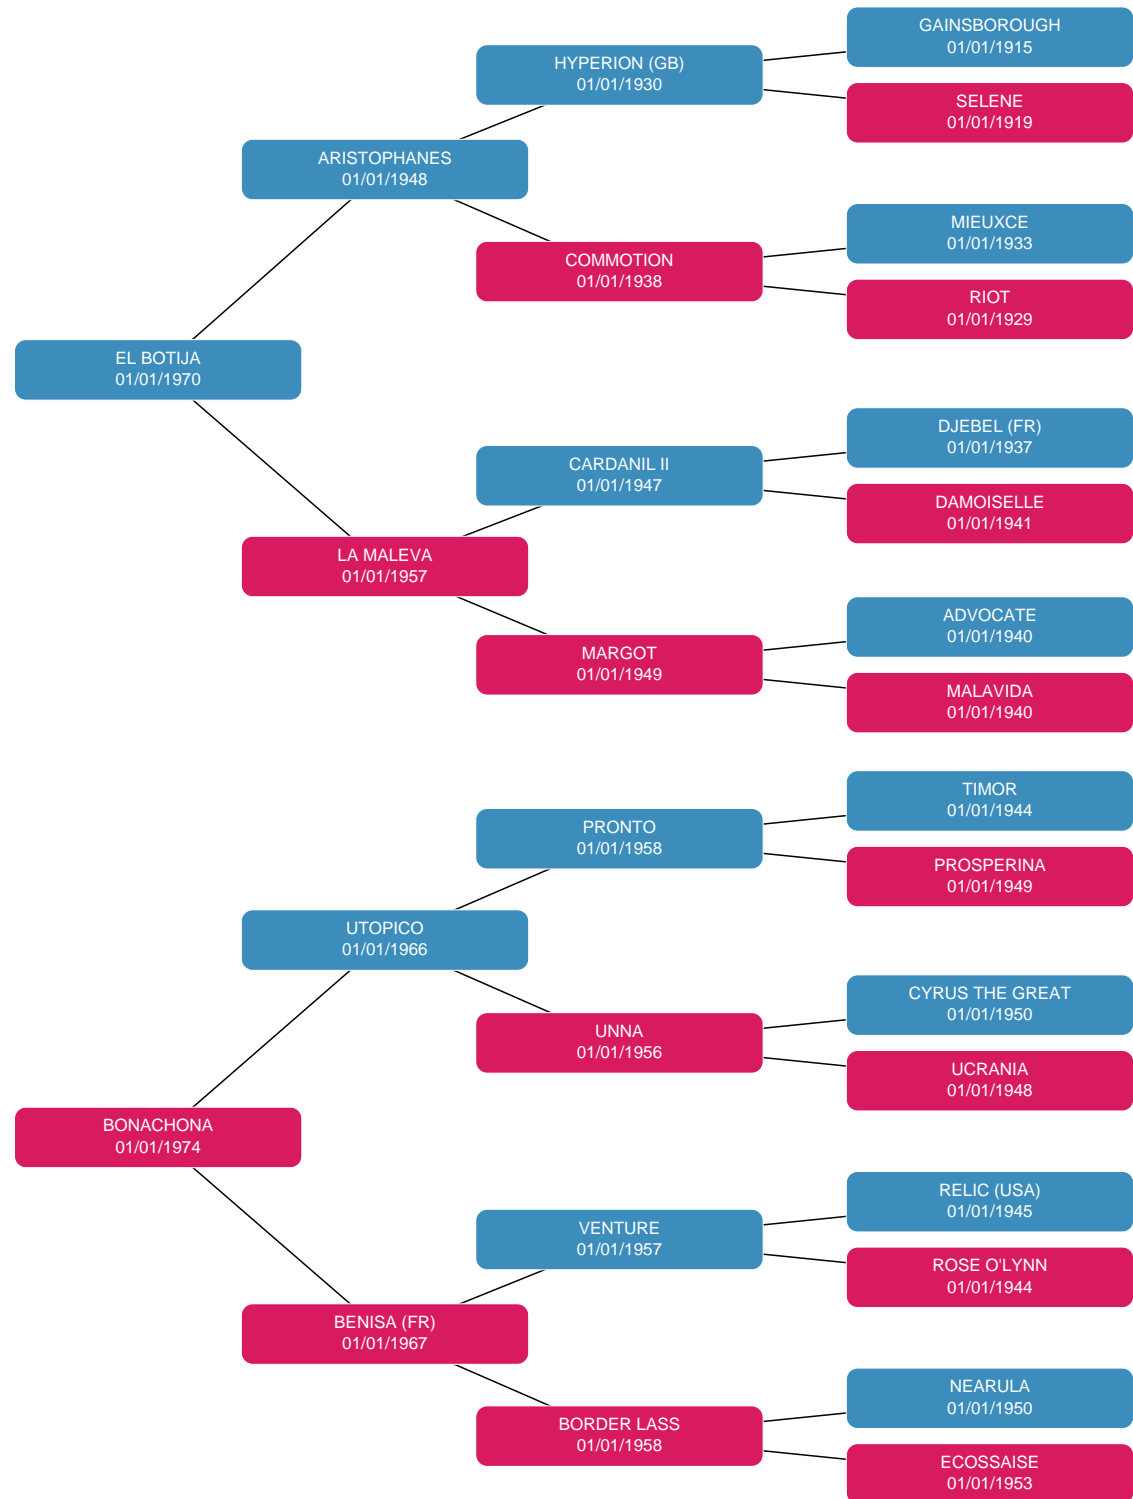 GAINSBOROUGH
01/01/1915
HYPERION (GB)
01/01/1930
SELENE
01/01/1919
ARISTOPHANES
01/01/1948
MIEUXCE
01/01/1933
COMMOTION
01/01/1938
RIOT
01/01/1929
EL BOTIJA
01/01/1970
DJEBEL (FR)
01/01/1937
CARDANIL II
01/01/1947
DAMOISELLE
01/01/1941
LA MALEVA
01/01/1957
ADVOCATE
01/01/1940
MARGOT
01/01/1949
MALAVIDA
01/01/1940
TIMOR
01/01/1944
PRONTO
01/01/1958
PROSPERINA
01/01/1949
UTOPICO
01/01/1966
CYRUS THE GREAT
01/01/1950
UNNA
01/01/1956
UCRANIA
01/01/1948
BONACHONA
01/01/1974
RELIC (USA)
01/01/1945
VENTURE
01/01/1957
ROSE O'LYNN
01/01/1944
BENISA (FR)
01/01/1967
NEARULA
01/01/1950
BORDER LASS
01/01/1958
ECOSSAISE
01/01/1953